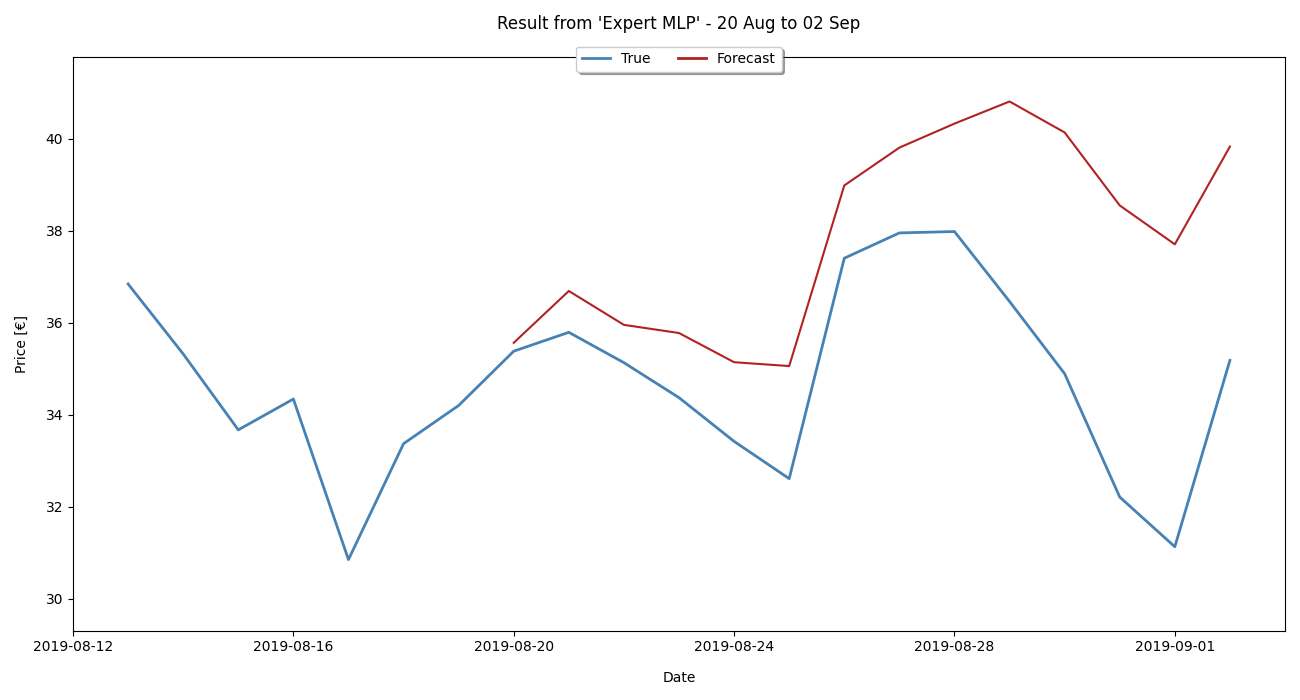 Result from 'Expert MLP' - 20 Aug to 02 Sep
True Forecast
Price [€]
40
38
36
34
32
30
2019-08-12 2019-08-16 2019-08-20 2019-08-24 2019-08-28 2019-09-01
Date